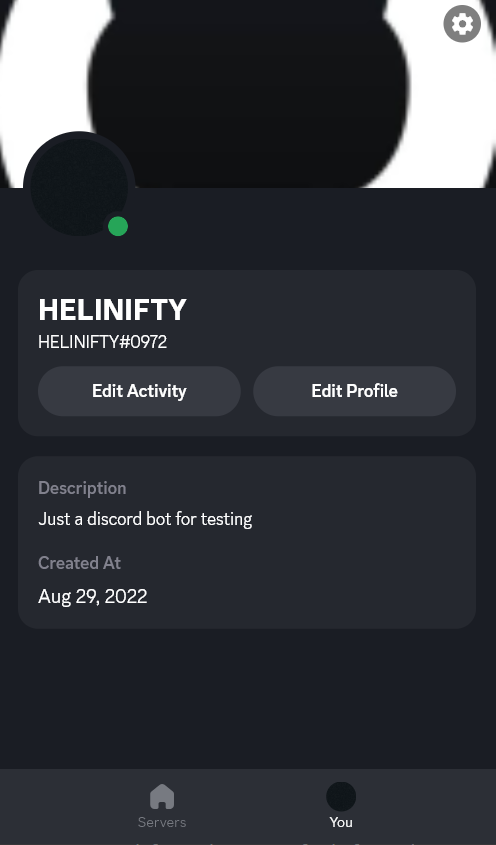 HELINIFTY
HELINIFTY#0972
Edit Activity
Edit Profile
Description
Just a discord bot for testing
Created At
Aug 29, 2022
Servers
You